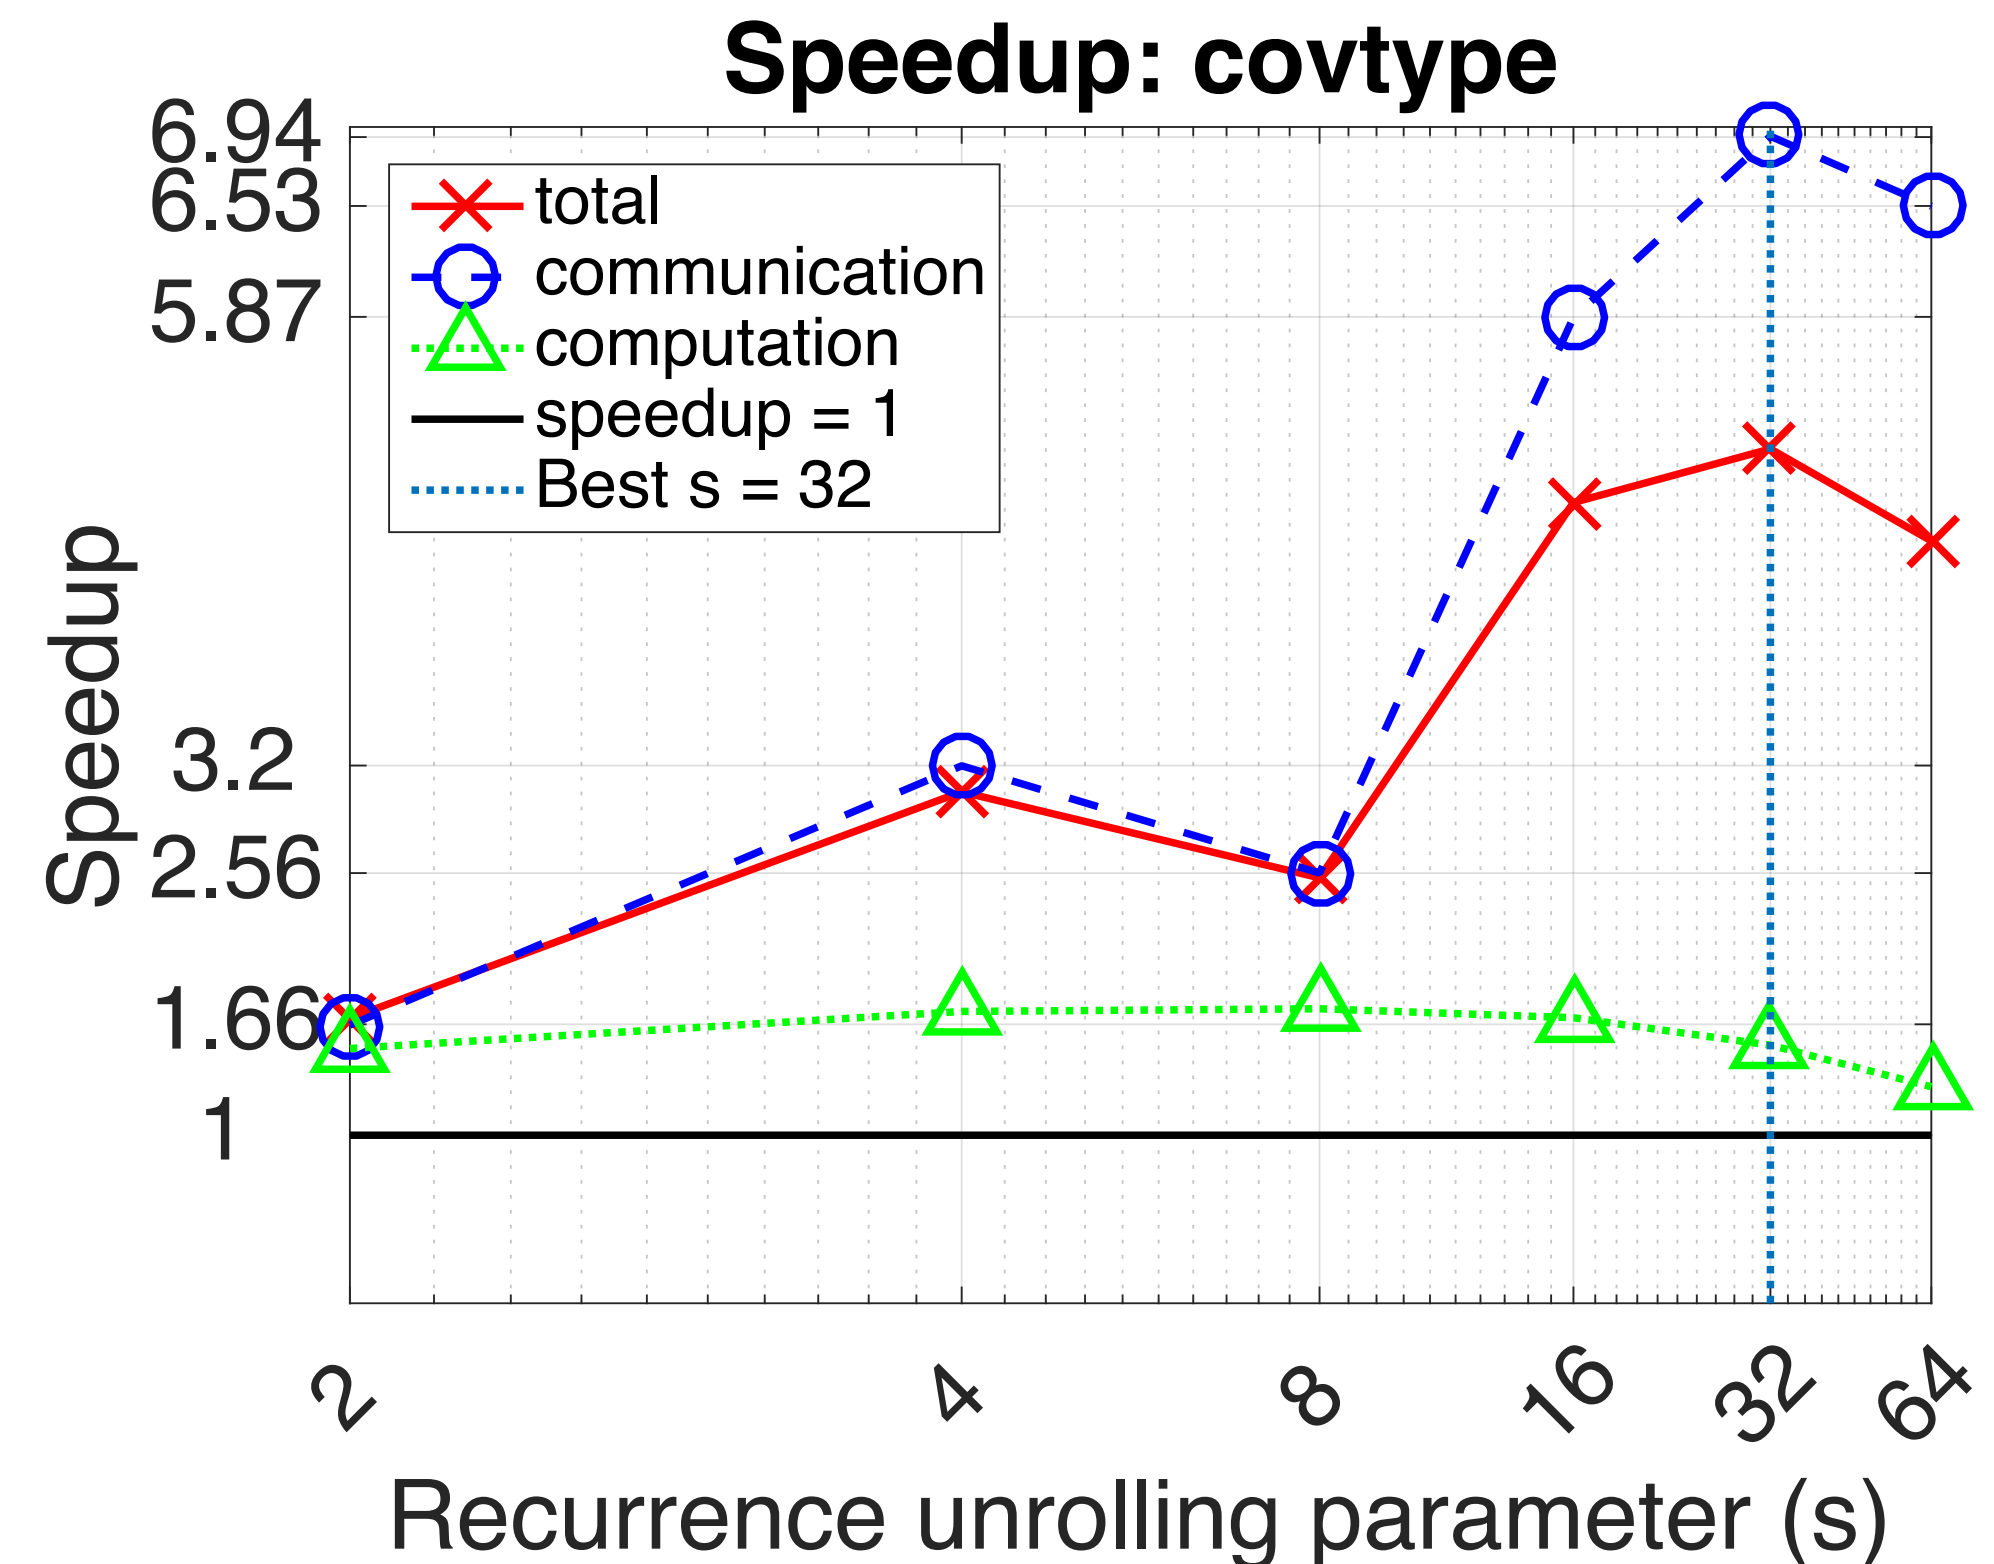 Speedup: covtype
6.94
6.53
5.87
3.2
2.56
1.66
1
Speedup
total
communication
computation
speedup = 1
Best s = 32
2
4
8
16
32
64
Recurrence unrolling parameter (s)